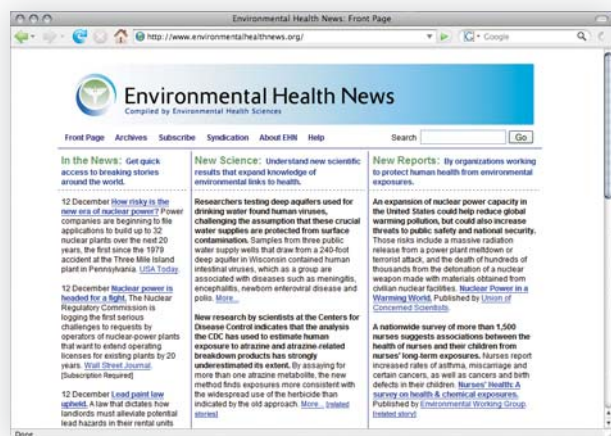 Environmental Health News: Front Page
http://www.environmentalhealthnews.org/
Google
Environmental Health News
Compiled by Environmental Health Sciences
Front Page Archives Subscribe Syndication About EHN Help Search Go
In the News: Get quick
access to breaking stories
around the world.
12 December How risky is the
new era of nuclear power? Power
companies are beginning to file
applications to build up to 32
nuclear plants over the next 20
years, the first since the 1979
accident at the Three Mile Island
plant in Pennsylvania. USA Today.
12 December Nuclear power is
headed for a fight. The Nuclear
Regulatory Commission is
logging the first serious
challenges to requests by
operators of nuclear-power plants
that want to extend operating
licenses for existing plants by 20
years. Wall Street Journal.
[Subscription Required]
12 December Lead paint law
upheld. A law that dictates how
landlords must alleviate potential
lead hazards in their rental units
New Science: Understand new scientific
results that expand knowledge of
environmental links to health.
Researchers testing deep aquifers used for
drinking water found human viruses,
challenging the assumption that these crucial
water supplies are protected from surface
contamination. Samples from three public
water supply wells that draw from a 240-foot
deep aquifer in Wisconsin contained human
intestinal viruses, which as a group are
associated with diseases such as meningitis,
encephalitis, newborn enteroviral disease and
polio. More...
New research by scientists at the Centers for
Disease Control indicates that the analysis
the CDC has used to estimate human
exposure to atrazine and atrazine-related
breakdown products has strongly
underestimated its extent. By assaying for
more than one atrazine metabolite, the new
method finds exposures more consistent with
the widespread use of the herbicide than
indicated by the old approach. More... [related
stories]
New Reports: By organizations working
to protect human health from environmental
exposures.
An expansion of nuclear power capacity in
the United States could help reduce global
warming pollution, but could also increase
threats to public safety and national security.
Those risks include a massive radiation
release from a power plant meltdown or
terrorist attack, and the death of hundreds of
thousands from the detonation of a nuclear
weapon made with materials obtained from
civilian nuclear facilities. Nuclear Power in a
Warming World. Published by Union of
Concerned Scientists.
A nationwide survey of more than 1,500
nurses suggests associations between the
health of nurses and their children from
nurses' long-term exposures. Nurses report
increased rates of asthma, miscarriage and
certain cancers, as well as cancers and birth
defects in their children. Nurses' Health: A
survey on health & chemical exposures.
Published by Environmental Working Group.
[related story]
Done